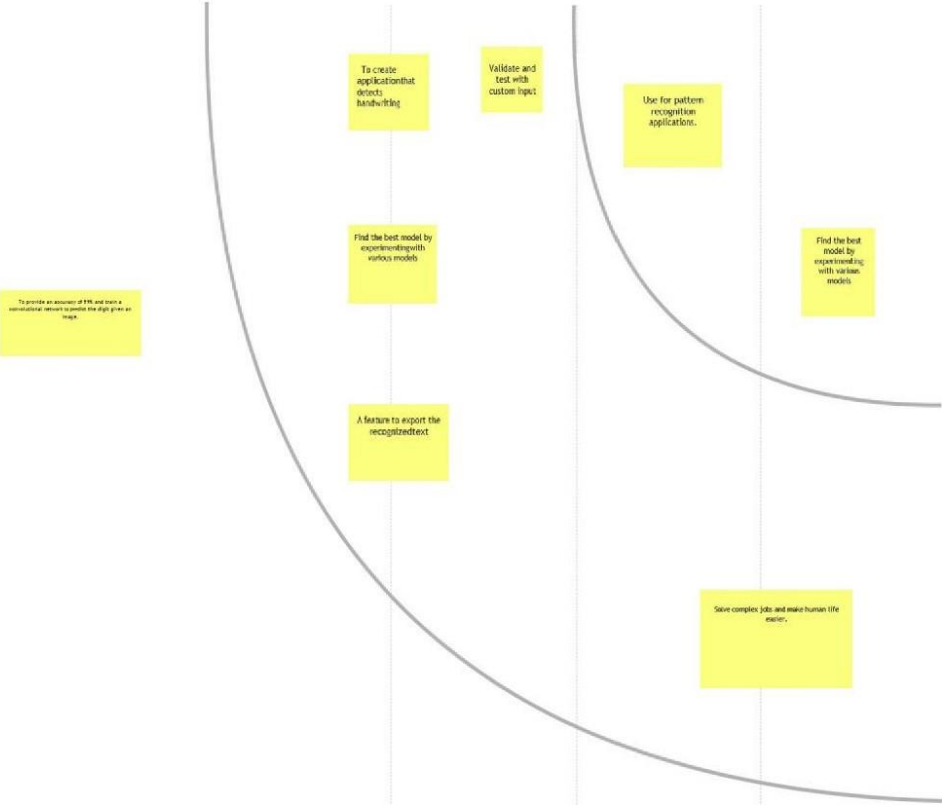 To create
applicationthat
detects
handwriting
Validate and
test with
custom input
Use for pattern
recognition
applications.
Find the best model by
experimentingwith
various models
Find the best
model by
experimenting
with various
models
To provide an accuracy of 99% and train a
convolutional network to predict the digit given an
image.
A feature to export the
recognizedtext
Solve complex jobs and make human life
easier.